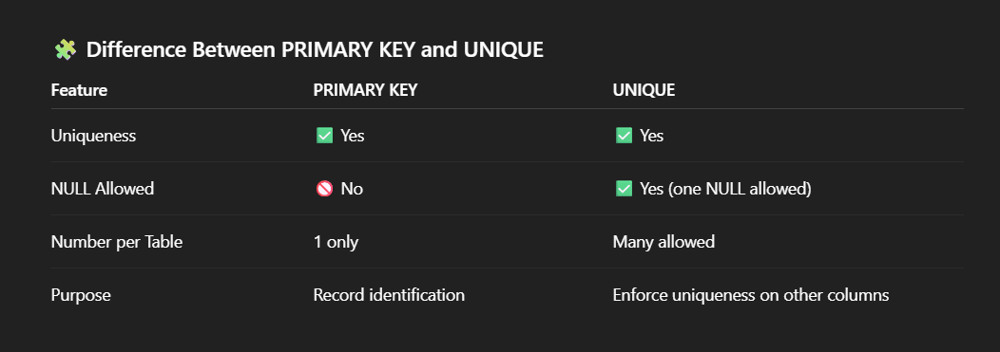 🧩 Difference Between PRIMARY KEY and UNIQUE
Feature PRIMARY KEY UNIQUE
Uniqueness ✅ Yes ✅ Yes
NULL Allowed 🚫 No ✅ Yes (one NULL allowed)
Number per Table 1 only Many allowed
Purpose Record identification Enforce uniqueness on other columns